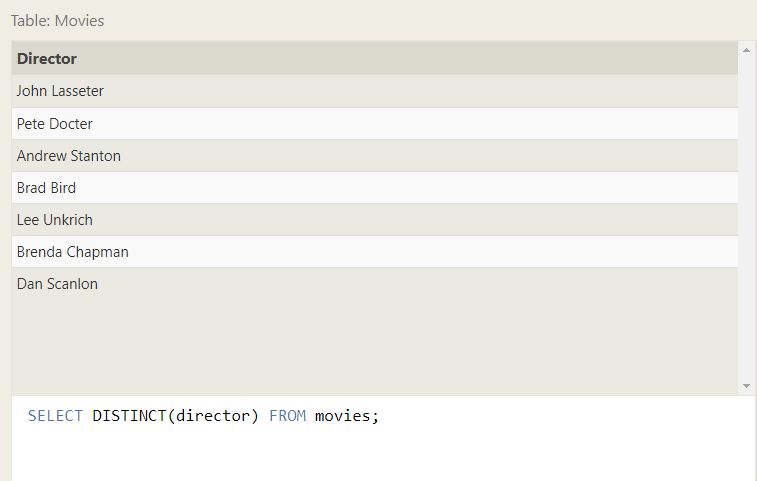 Table: Movies
Director
John Lasseter
Pete Docter
Andrew Stanton
Brad Bird
Lee Unkrich
Brenda Chapman
Dan Scanlon
SELECT DISTINCT(director) FROM movies;